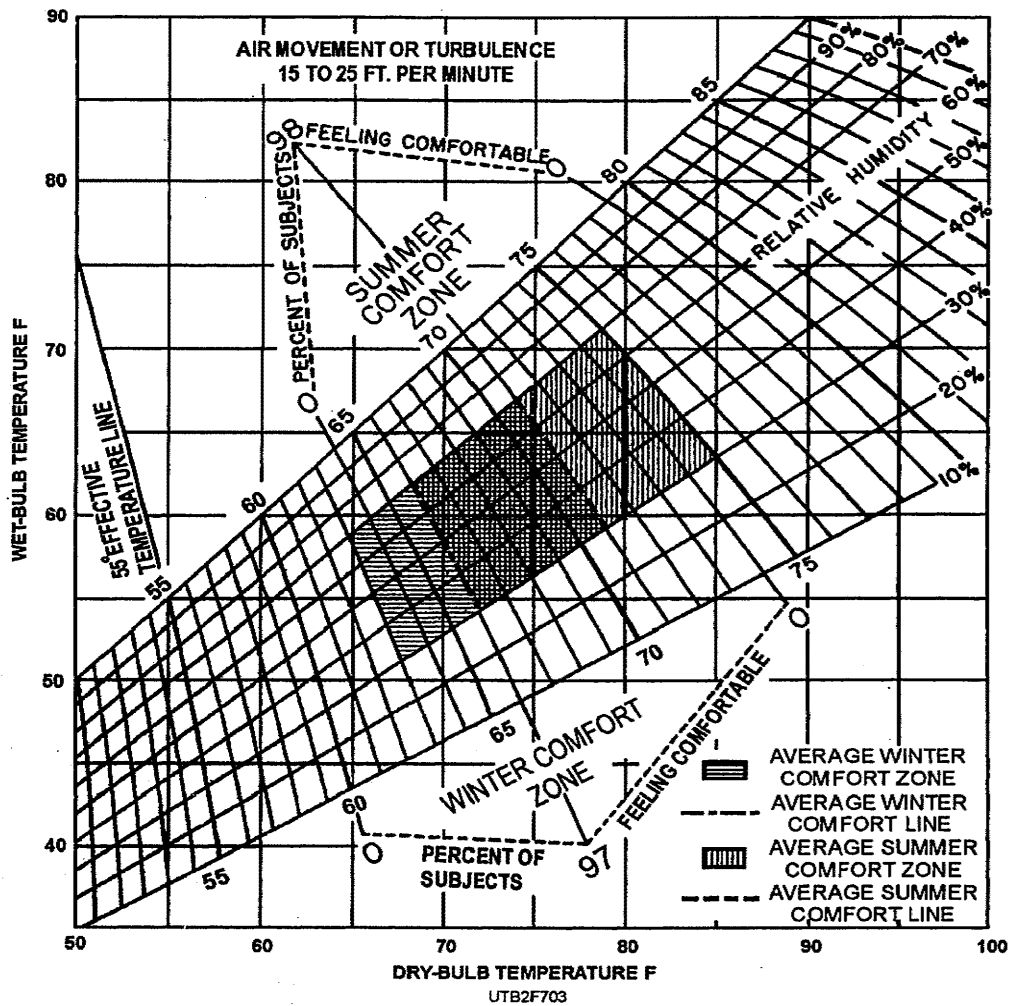 90
AIR MOVEMENT OR TURBULENCE
15 TO 25 FT. PER MINUTE
98
FEELING COMFORTABLE
0
PERCENT OF SUBJECTS
0
SUMMER
COMFORT
ZONE
90%
80%
70%
60%
50%
40%
30%
20%
10%
RELATIVE HUMIDITY
85
80
75
70
65
60
55
80
70
60
50
40
WET-BULB TEMPERATURE F
55° EFFECTIVE
TEMPERATURE LINE
75
70
65
60
55
0
FEELING COMFORTABLE
WINTER COMFORT
ZONE
0
PERCENT OF
SUBJECTS
97
AVERAGE WINTER
COMFORT ZONE
AVERAGE WINTER
COMFORT LINE
AVERAGE SUMMER
COMFORT ZONE
AVERAGE SUMMER
COMFORT LINE
50
60
70
80
90
100
DRY-BULB TEMPERATURE F
UTB2F703